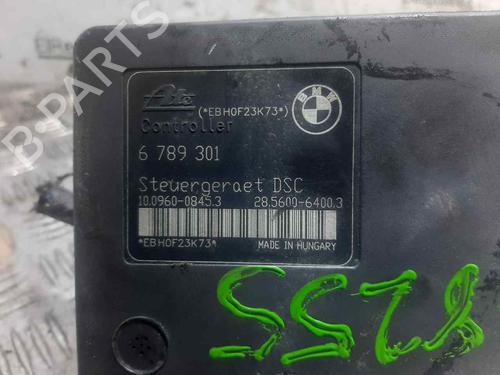 Ate (*EBH0F23K73*) BMW
Controller
6 789 301
Steuergeraet DSC
10.0960-0845.3 28.5600-6400.3
*EBH0F23K73* MADE IN HUNGARY
B-PARTS